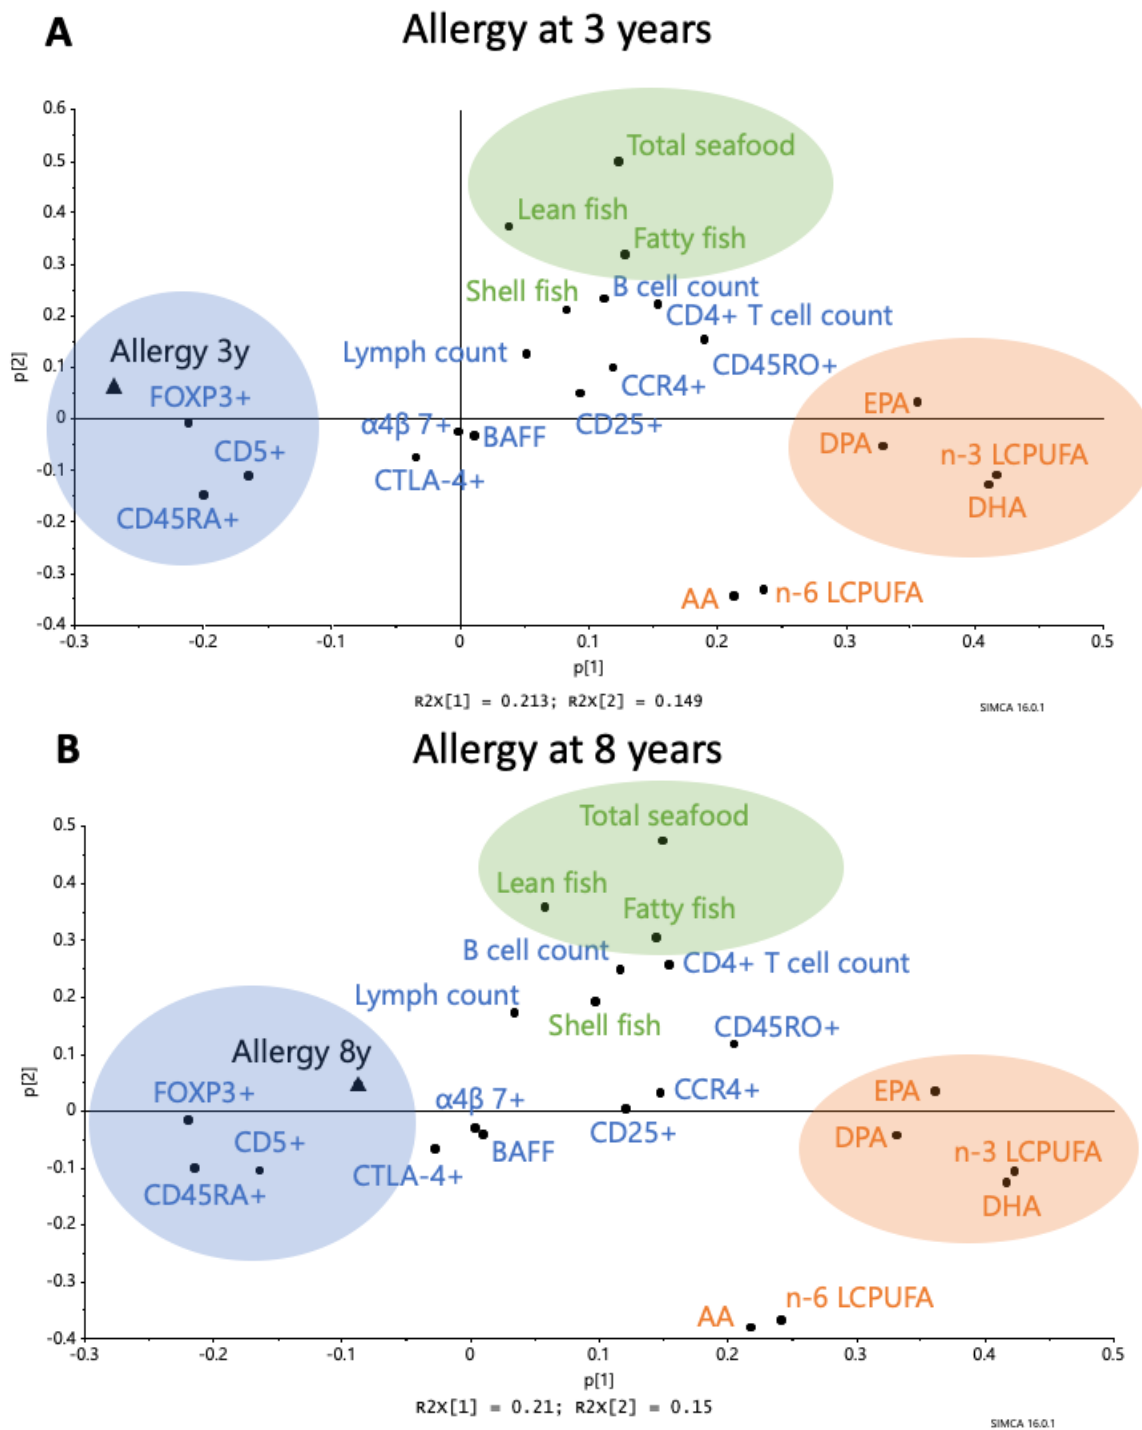 A
Allergy at 3 years
0.6
0.5
0.4
0.3
0.2
0.1
0
-0.1
-0.2
-0.3
-0.4
p[2]
Total seafood
Lean fish
Fatty fish
Shell fish
B cell count
CD4+ T cell count
Allergy 3y
Lymph count
CD45RO+
FOXP3+
CCR4+
EPA
α4β 7+
BAFF
CD25+
DPA
CD5+
n-3 LCPUFA
CTLA-4+
CD45RA+
DHA
AA
n-6 LCPUFA
-0.3
-0.2
-0.1
0
0.1
0.2
0.3
0.4
0.5
p[1]
R2X[1] = 0.213; R2X[2] = 0.149
SIMCA 16.0.1
B
Allergy at 8 years
0.5
0.4
0.3
0.2
0.1
0
-0.1
-0.2
-0.3
-0.4
p[2]
Total seafood
Lean fish
Fatty fish
B cell count
CD4+ T cell count
Lymph count
Shell fish
CD45RO+
Allergy 8y
FOXP3+
α4β 7+
CCR4+
EPA
CD25+
DPA
CD5+
BAFF
n-3 LCPUFA
CTLA-4+
CD45RA+
DHA
AA
n-6 LCPUFA
-0.3
-0.2
-0.1
0
0.1
0.2
0.3
0.4
0.5
p[1]
R2X[1] = 0.21; R2X[2] = 0.15
SIMCA 16.0.1